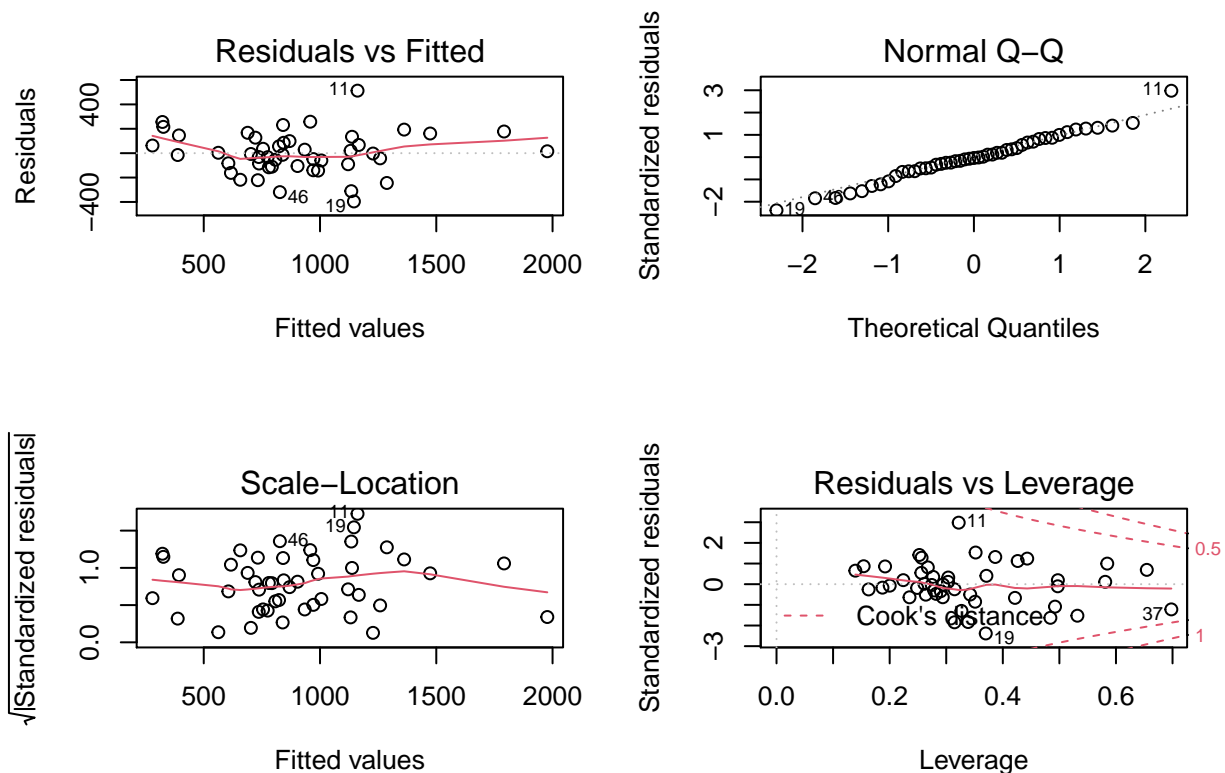 Residuals vs Fitted
Residuals
400
−400
11
46
19
500 1000 1500 2000
Fitted values
Normal Q−Q
Standardized residuals
3
1
−2
11
46
19
−2 −1 0 1 2
Theoretical Quantiles
Scale−Location
√|Standardized residuals|
1.0
0.0
11
19
46
500 1000 1500 2000
Fitted values
Residuals vs Leverage
Standardized residuals
2
0
−3
11
0.5
Cook's distance
37
19
1
0.0 0.2 0.4 0.6
Leverage